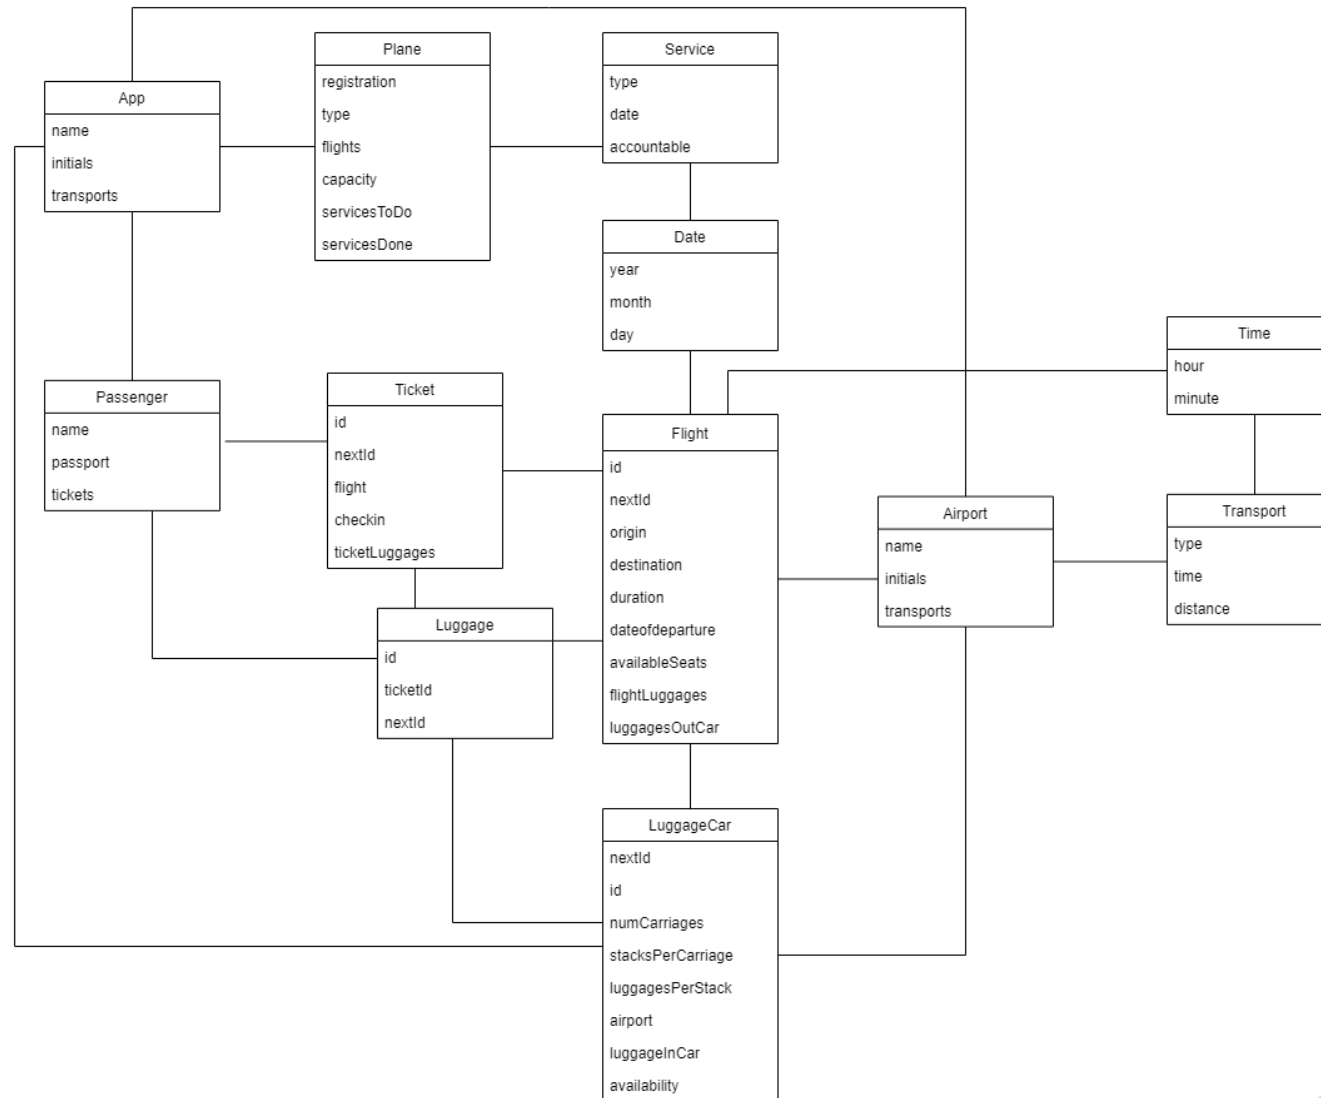 Plane
registration
type
flights
capacity
servicesToDo
servicesDone
Service
type
date
accountable
App
name
initials
transports
Date
year
month
day
Time
hour
minute
Passenger
name
passport
tickets
Ticket
id
nextId
flight
checkin
ticketLuggages
Flight
id
nextId
origin
destination
duration
dateofdeparture
availableSeats
flightLuggages
luggagesOutCar
Airport
name
initials
transports
Transport
type
time
distance
Luggage
id
ticketId
nextId
LuggageCar
nextId
id
numCarriages
stacksPerCarriage
luggagesPerStack
airport
luggageInCar
availability